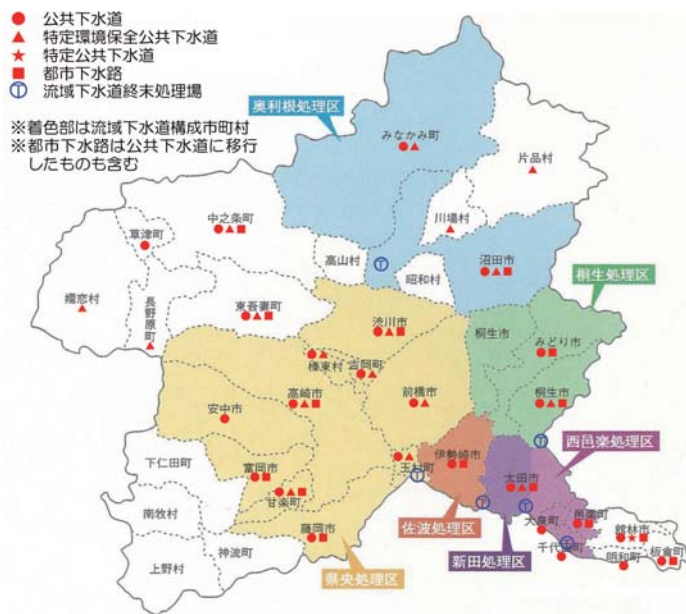 公共下水道
特定環境保全公共下水道
特定公共下水道
都市下水路
流域下水道終末処理場
※着色部は流域下水道構成市町村
※都市下水路は公共下水道に移行
したものも含む
奥利根処理区
みなかみ町
片品村
川場村
中之条町
草津町
高山村
昭和村
沼田市
桐生処理区
嬬恋村
長野原町
東吾妻町
渋川市
桐生市
みどり市
榛東村
吉岡町
高崎市
前橋市
桐生市
安中市
西邑楽処理区
下仁田町
富岡市
玉村町
伊勢崎市
太田市
甘楽町
邑楽町
南牧村
佐波処理区
大泉町
館林市
藤岡市
千代田町
明和町
板倉町
上野村
神流町
県央処理区
新田処理区